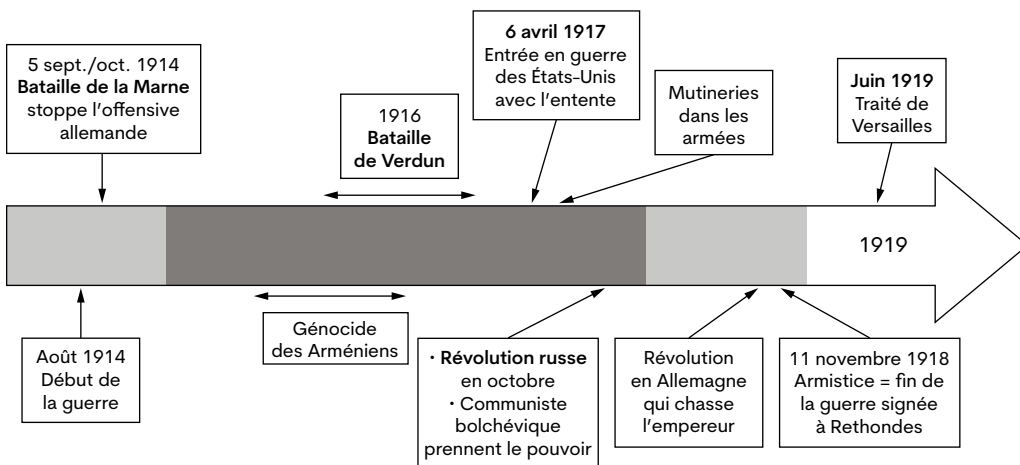 5 sept./oct. 1914
Bataille de la Marne
stoppe l'offensive
allemande
1916
Bataille
de Verdun
6 avril 1917
Entrée en guerre
des États-Unis
avec l'entente
Mutineries
dans les
armées
Juin 1919
Traité de
Versailles
1919
Août 1914
Début de
la guerre
Génocide
des Arméniens
· Révolution russe
en octobre
· Communiste
bolchévique
prennent le pouvoir
Révolution
en Allemagne
qui chasse
l'empereur
11 novembre 1918
Armistice = fin de
la guerre signée
à Rethondes